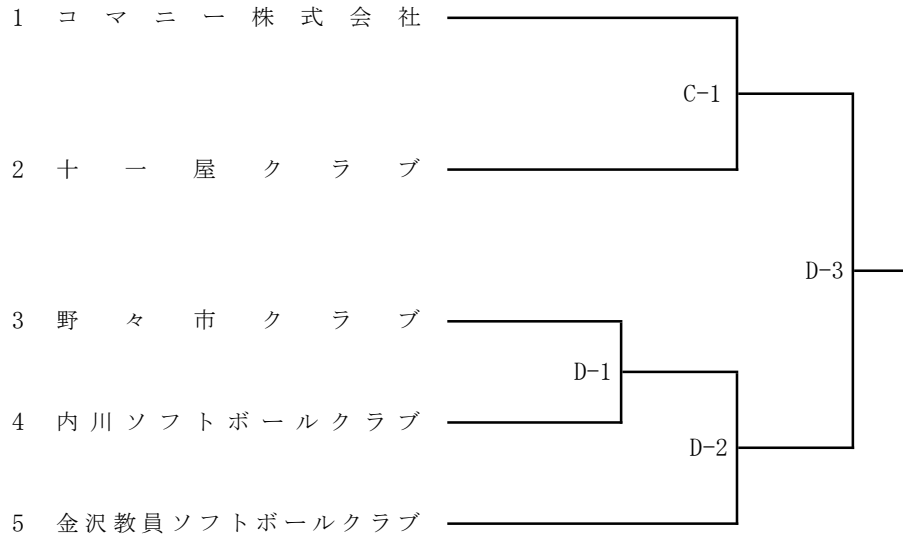 1 コマニー株式会社
C-1
2 十一屋クラブ
D-3
3 野々市クラブ
D-1
4 内川ソフトボールクラブ
D-2
5 金沢教員ソフトボールクラブ